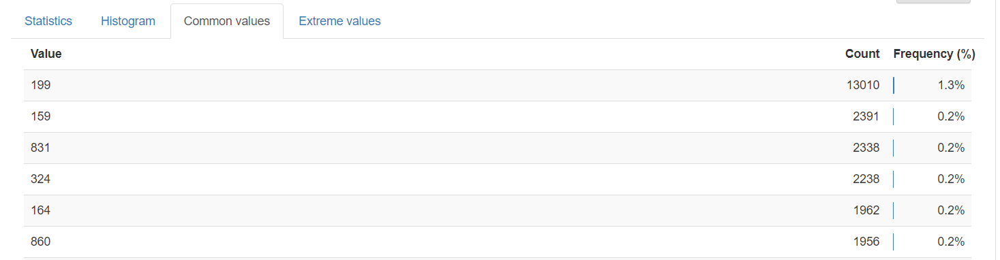 Statistics Histogram Common values Extreme values
Value Count Frequency (%)
199 13010 1.3%
159 2391 0.2%
831 2338 0.2%
324 2238 0.2%
164 1962 0.2%
860 1956 0.2%